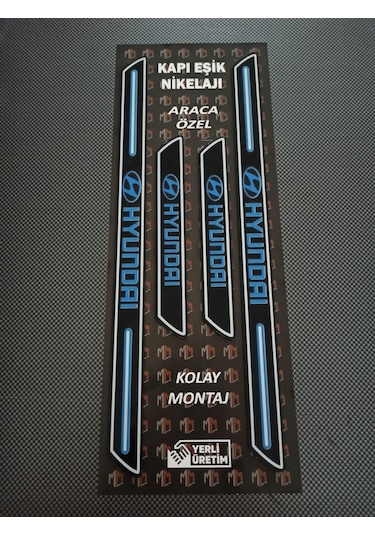 KAPI EŞİK
NİKELAJI
ARACA
ÖZEL
HYUNDAI
HYUNDAI
HYUNDAI
HYUNDAI
KOLAY
MONTAJ
YERLİ
ÜRETİM